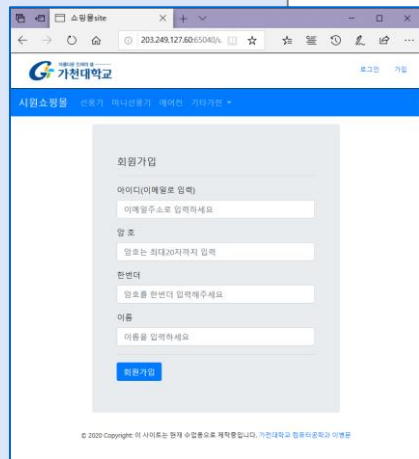 쇼핑몰site
203.249.127.60:65040/s
가천대학교
로그인 가입
시원쇼핑몰 선풍기 미니선풍기 에어컨 기타가전
회원가입
아이디(이메일로 입력)
이메일주소로 입력하세요
암 호
암호는 최대20자까지 입력
한번더
암호를 한번더 입력해주세요
이름
이름을 입력하세요
회원가입
© 2020 Copyright: 이 사이트는 현재 수업용으로 제작중입니다. 가천대학교 컴퓨터공학과 이병문